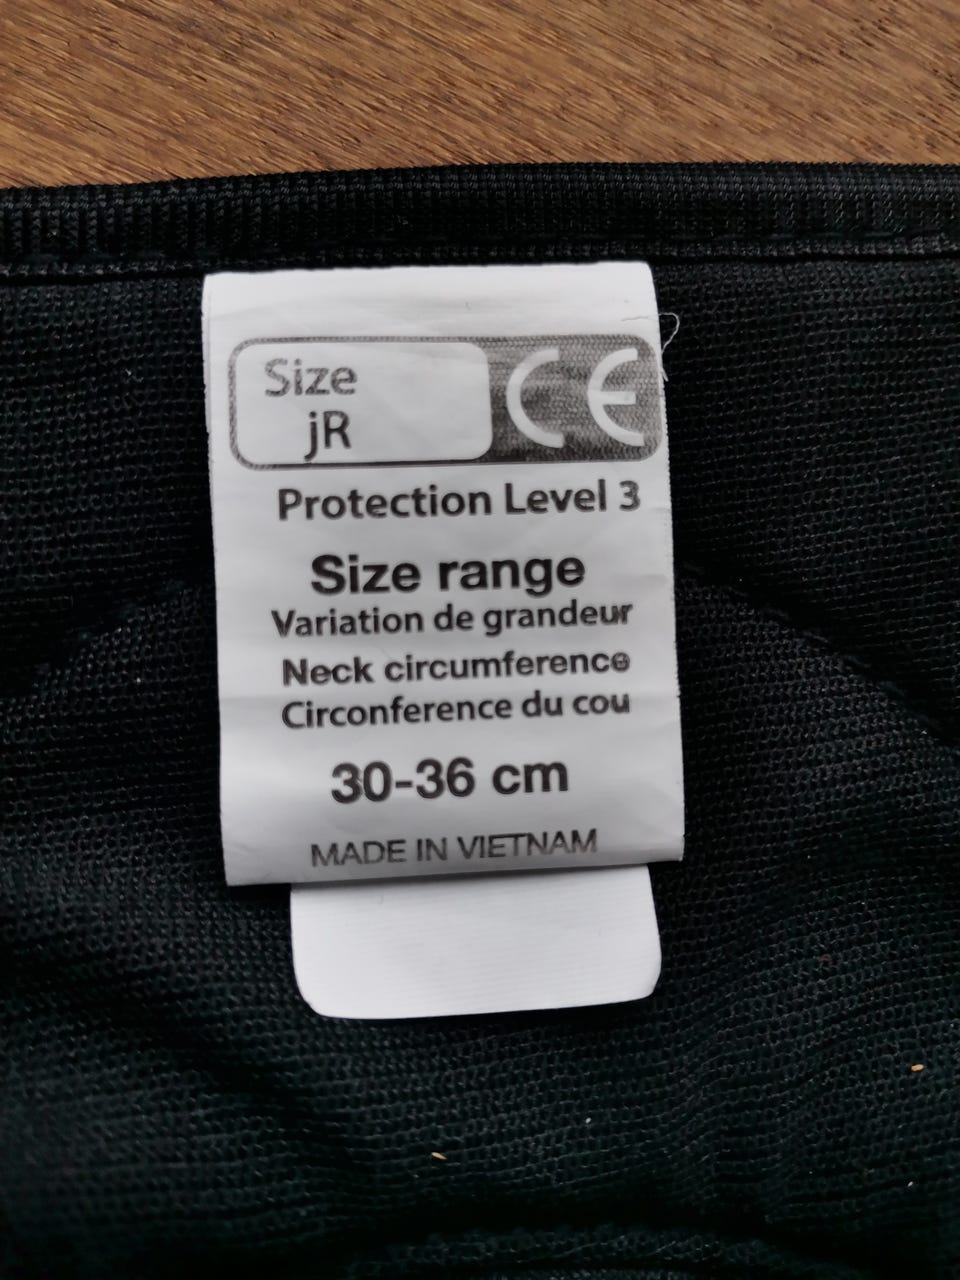 Size
jR
CE
Protection Level 3
Size range
Variation de grandeur
Neck circumference
Circonference du cou
30-36 cm
MADE IN VIETNAM